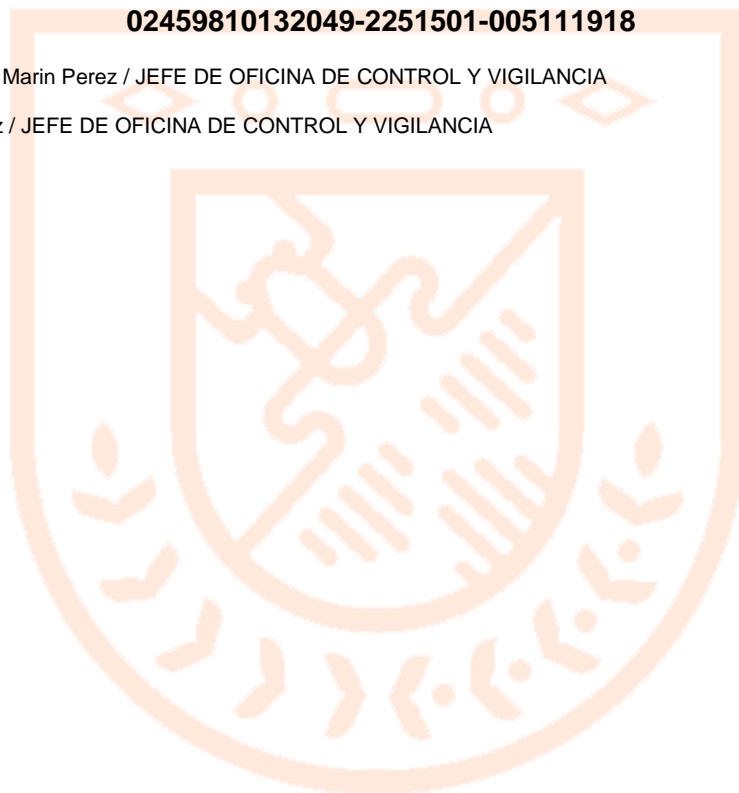 02459810132049-2251501-005111918
Marin Perez / JEFE DE OFICINA DE CONTROL Y VIGILANCIA
z / JEFE DE OFICINA DE CONTROL Y VIGILANCIA